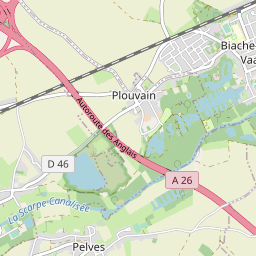 Biache-
Vaa
Plouvain
Autoroute des Anglais
D 46
A 26
La Scarpe Canalisée
Pelves